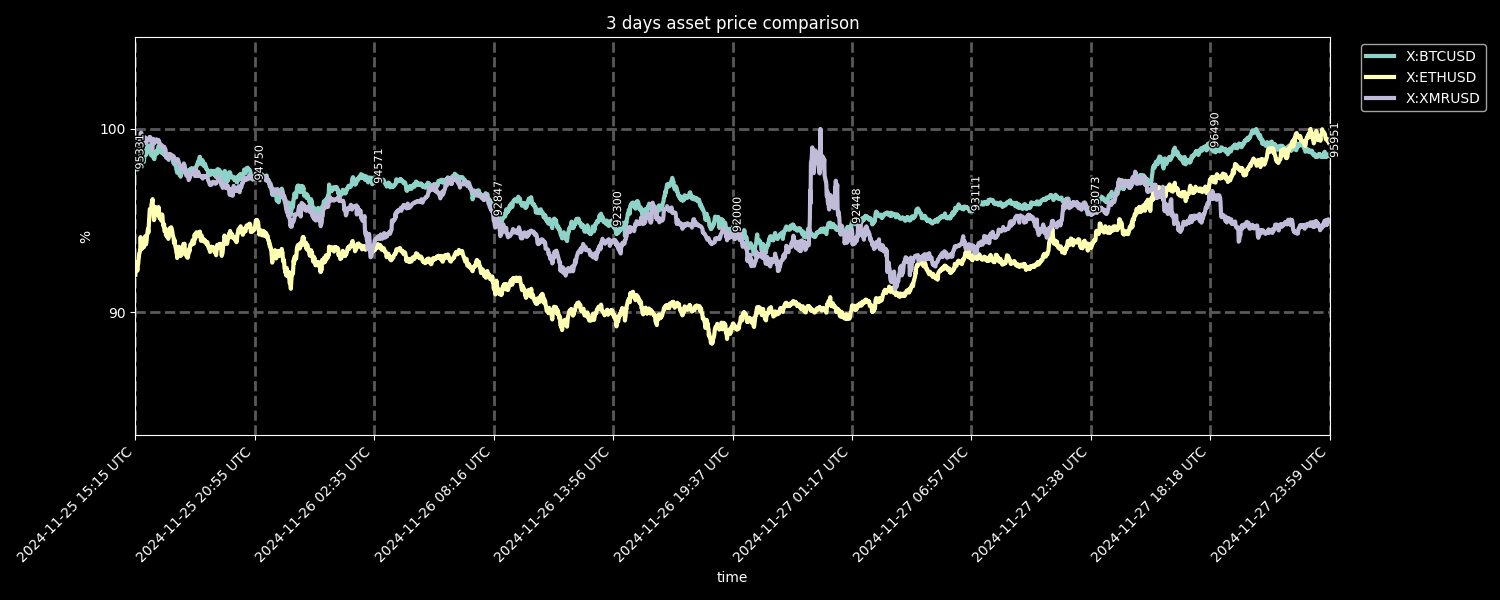 3 days asset price comparison
X:BTCUSD
X:ETHUSD
X:XMRUSD
100
90
%
94750
94571
92847
92300
92000
92448
93111
93073
96490
95951
2024-11-25 15:15 UTC
2024-11-25 20:55 UTC
2024-11-26 02:35 UTC
2024-11-26 08:16 UTC
2024-11-26 13:56 UTC
2024-11-26 19:37 UTC
2024-11-27 01:17 UTC
2024-11-27 06:57 UTC
2024-11-27 12:38 UTC
2024-11-27 18:18 UTC
2024-11-27 23:59 UTC
time